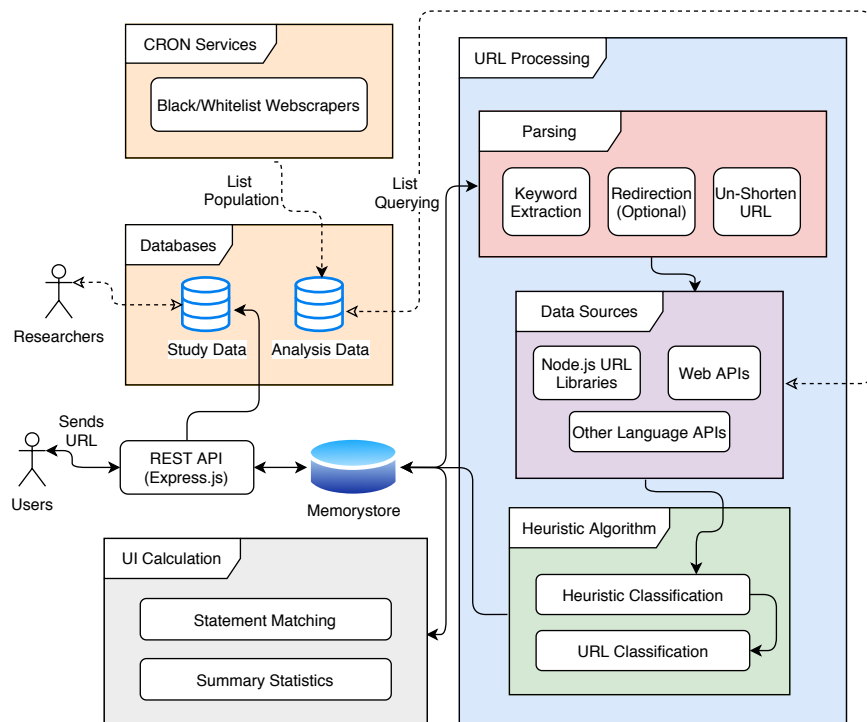 CRON Services
Black/Whitelist Webscrapers
List
Population
List
Querying
Databases
Study Data
Analysis Data
Researchers
Sends
URL
Users
REST API
(Express.js)
Memorystore
UI Calculation
Statement Matching
Summary Statistics
URL Processing
Parsing
Keyword
Extraction
Redirection
(Optional)
Un-Shorten
URL
Data Sources
Node.js URL
Libraries
Web APIs
Other Language APIs
Heuristic Algorithm
Heuristic Classification
URL Classification